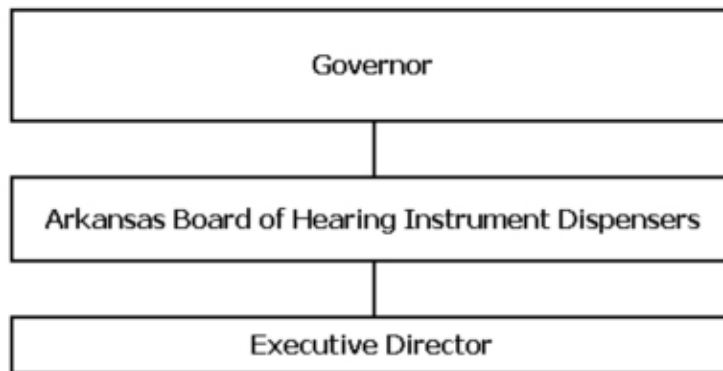 Governor
Arkansas Board of Hearing Instrument Dispensers
Executive Director